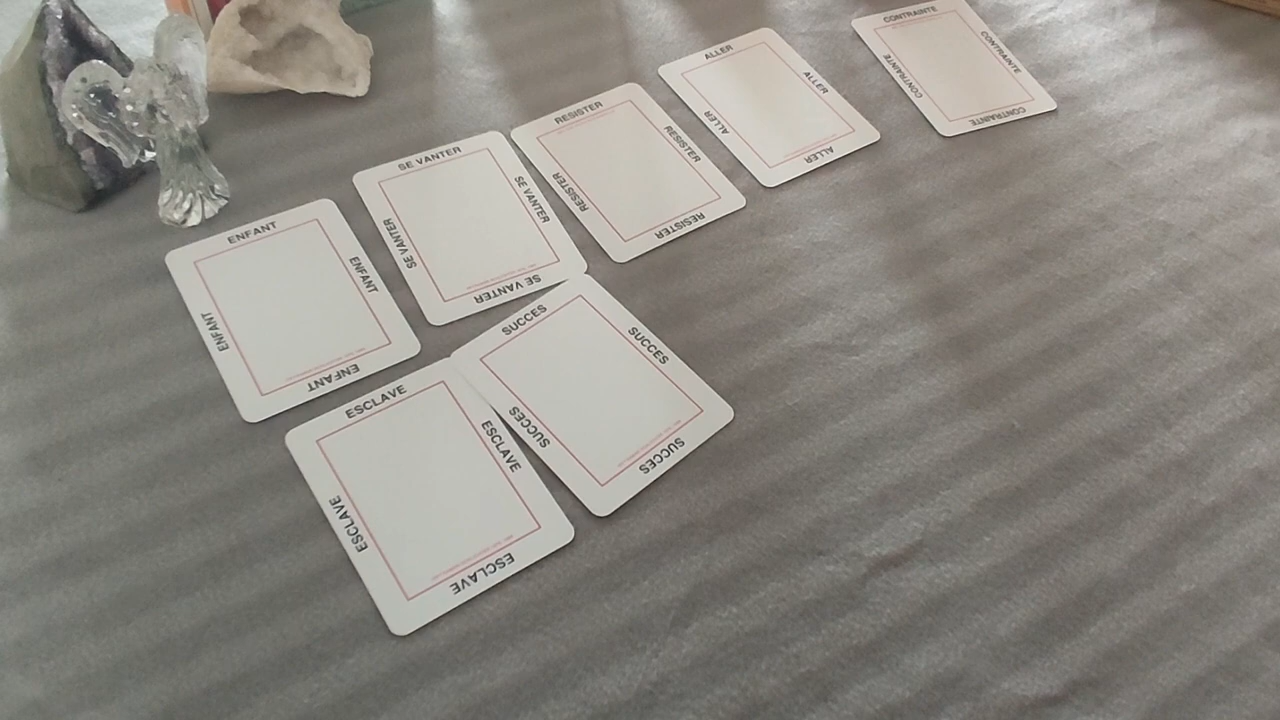 CONTRAINTE
CONTRAINTE
CONTRAINTE
CONTRAINTE
ALLER
ALLER
ALLER
ALLER
RESISTER
RESISTER
RESISTER
RESISTER
SE VANTER
SE VANTER
SE VANTER
SE VANTER
ENFANT
ENFANT
ENFANT
ENFANT
SUCCES
SUCCES
SUCCES
SUCCES
ESCLAVE
ESCLAVE
ESCLAVE
ESCLAVE